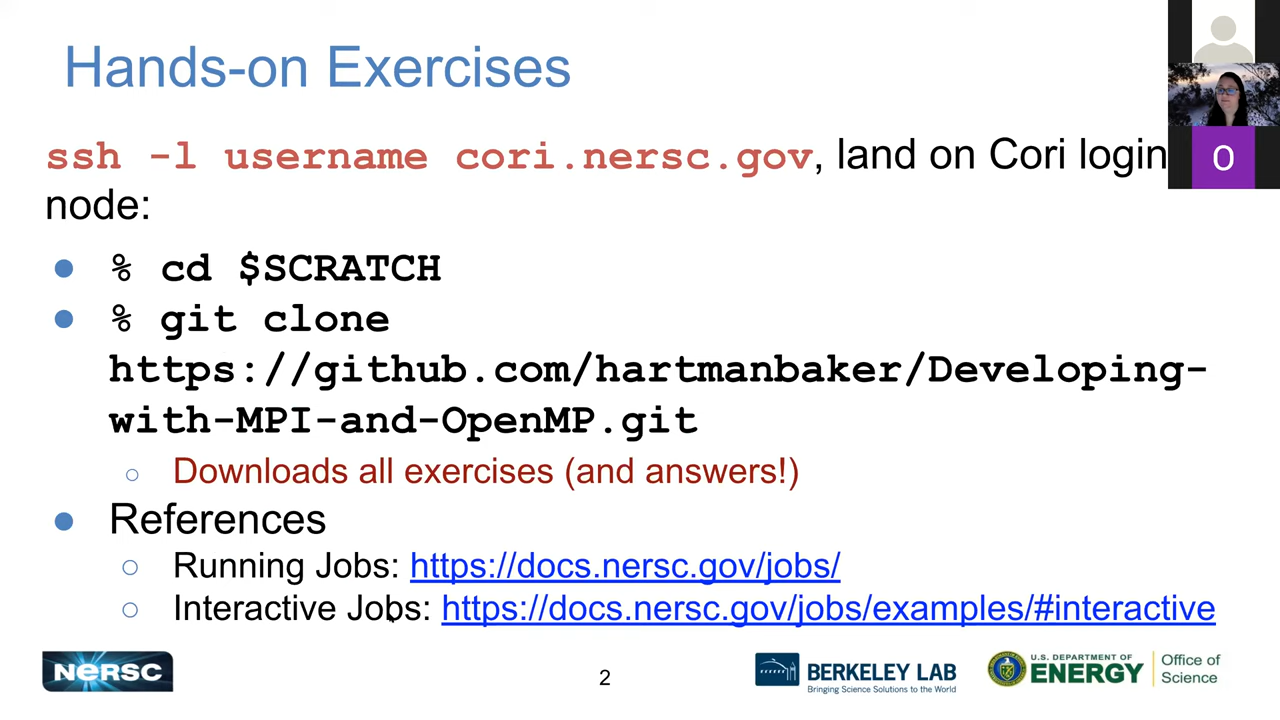 Hands-on Exercises
ssh -l username cori.nersc.gov, land on Cori login
node:
● % cd $SCRATCH
● % git clone
https://github.com/hartmanbaker/Developing-
with-MPI-and-OpenMP.git
○ Downloads all exercises (and answers!)
● References
○ Running Jobs: https://docs.nersc.gov/jobs/
○ Interactive Jobs: https://docs.nersc.gov/jobs/examples/#interactive
O
NERSC
2
BERKELEY LAB
Bringing Science Solutions to the World
U.S. DEPARTMENT OF
ENERGY
Office of
Science